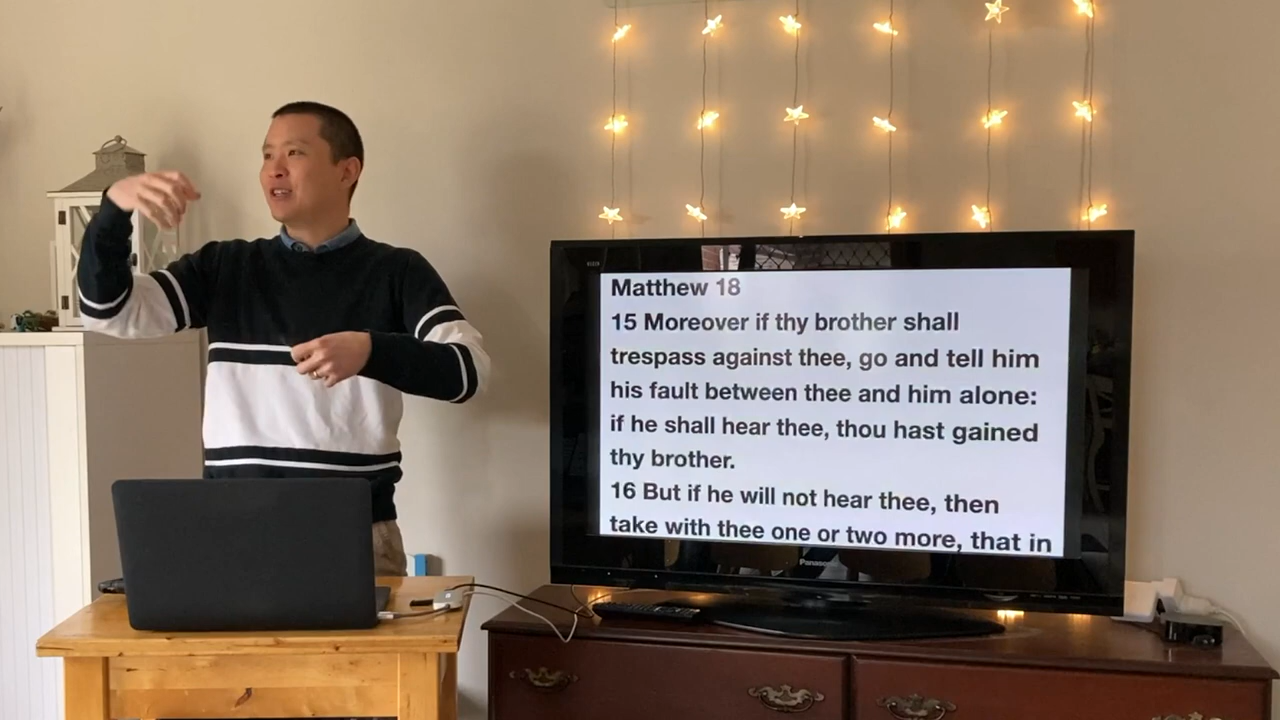 Matthew 18
15 Moreover if thy brother shall
trespass against thee, go and tell him
his fault between thee and him alone:
if he shall hear thee, thou hast gained
thy brother.
16 But if he will not hear thee, then
take with thee one or two more, that in
Panasonic